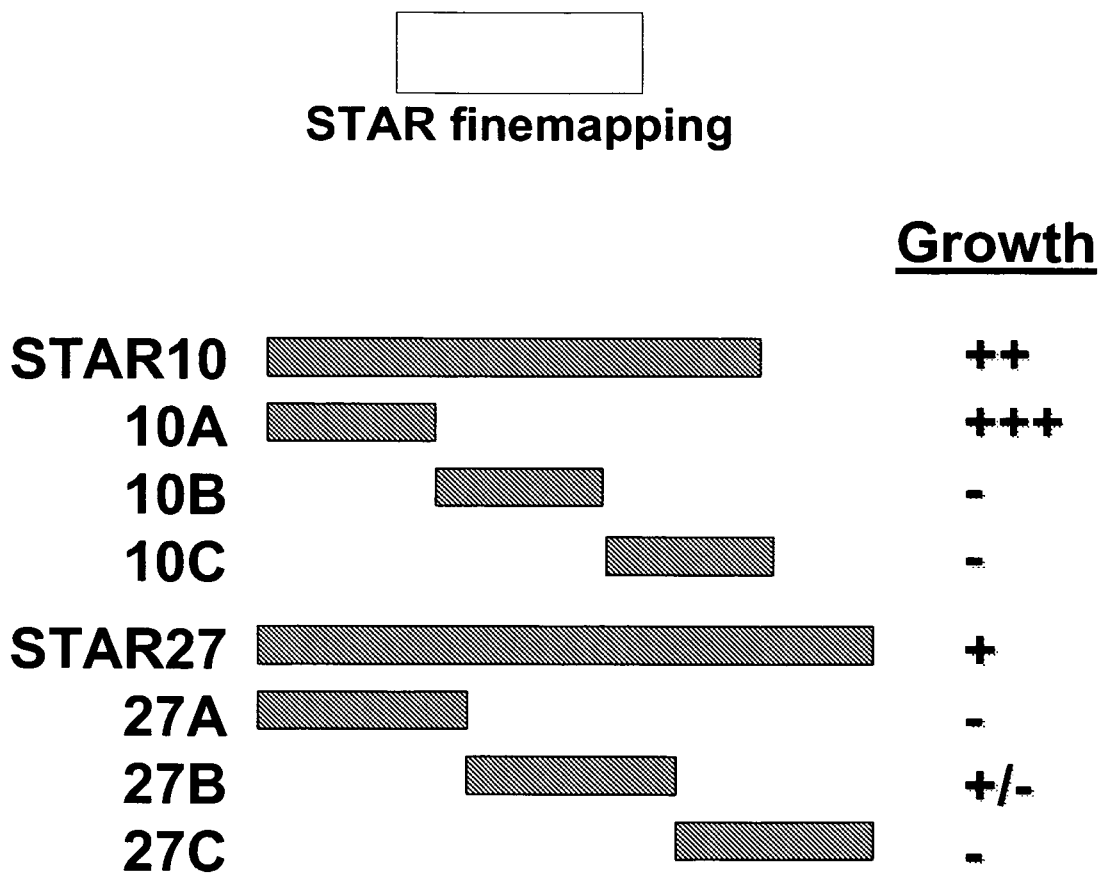 STAR finemapping
Growth
STAR10 ++
10A +++
10B -
10C -
STAR27 +
27A -
27B +/-
27C -